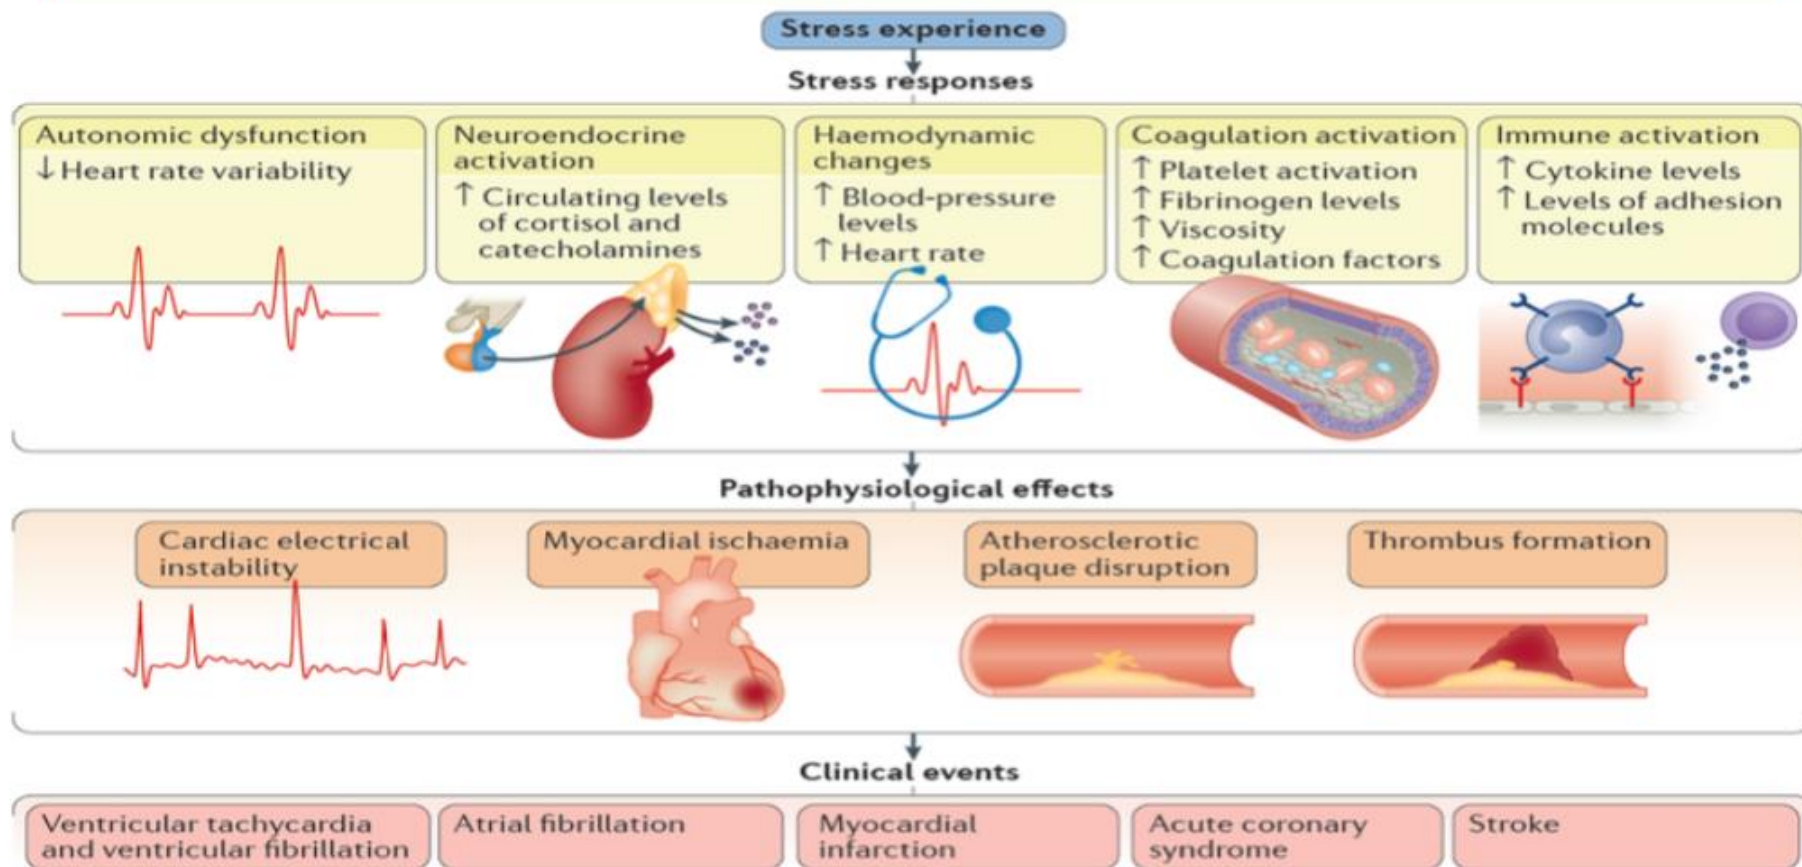 Stress experience
Stress responses
Autonomic dysfunction
↓ Heart rate variability
Neuroendocrine
activation
↑ Circulating levels
of cortisol and
catecholamines
Haemodynamic
changes
↑ Blood-pressure
levels
↑ Heart rate
Coagulation activation
↑ Platelet activation
↑ Fibrinogen levels
↑ Viscosity
↑ Coagulation factors
Immune activation
↑ Cytokine levels
↑ Levels of adhesion
molecules
Pathophysiological effects
Cardiac electrical
instability
Myocardial ischaemia
Atherosclerotic
plaque disruption
Thrombus formation
Clinical events
Ventricular tachycardia
and ventricular fibrillation
Atrial fibrillation
Myocardial
infarction
Acute coronary
syndrome
Stroke